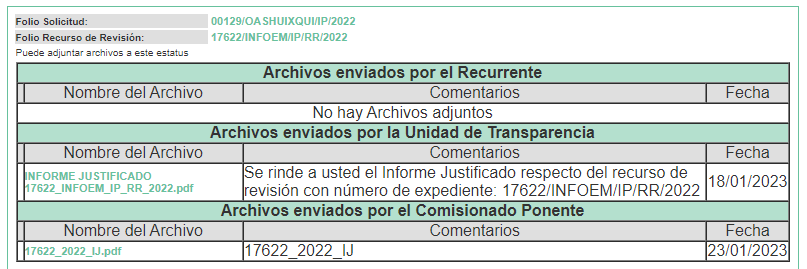 Folio Solicitud: 00129/OASHUIXQUI/IP/2022
Folio Recurso de Revisión: 17622/INFOEM/IP/RR/2022
Puede adjuntar archivos a este estatus
Archivos enviados por el Recurrente
Nombre del Archivo Comentarios Fecha
No hay Archivos adjuntos
Archivos enviados por la Unidad de Transparencia
Nombre del Archivo Comentarios Fecha
INFORME JUSTIFICADO
17622_INFOEM_IP_RR_2022.pdf
Se rinde a usted el Informe Justificado respecto del recurso de
revisión con número de expediente: 17622/INFOEM/IP/RR/2022
18/01/2023
Archivos enviados por el Comisionado Ponente
Nombre del Archivo Comentarios Fecha
17622_2022_IJ.pdf 17622_2022_IJ 23/01/2023